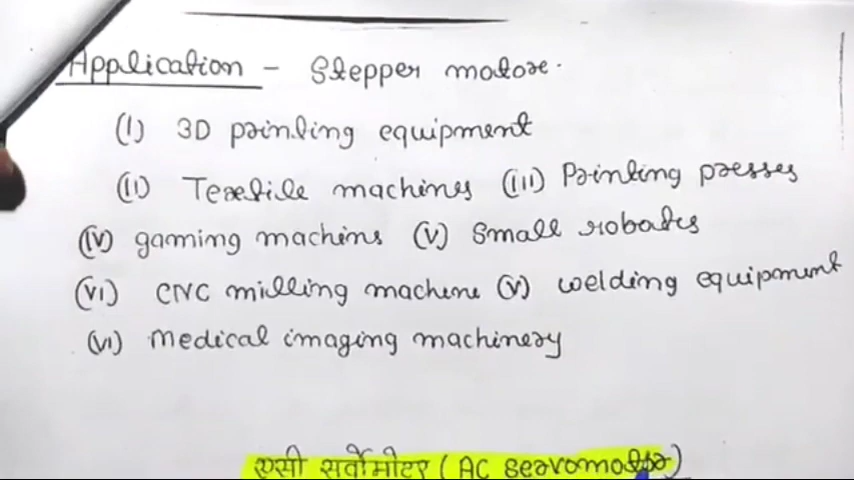 Application - Stepper motor.
(I) 3D printing equipment
(II) Textile machines (III) Printing presses
(IV) gaming machins (V) Small robots
(VI) CNC milling machine (V) welding equipment
(VI) Medical imaging machinery
एसी सर्वोमीटर (AC Servomotor)